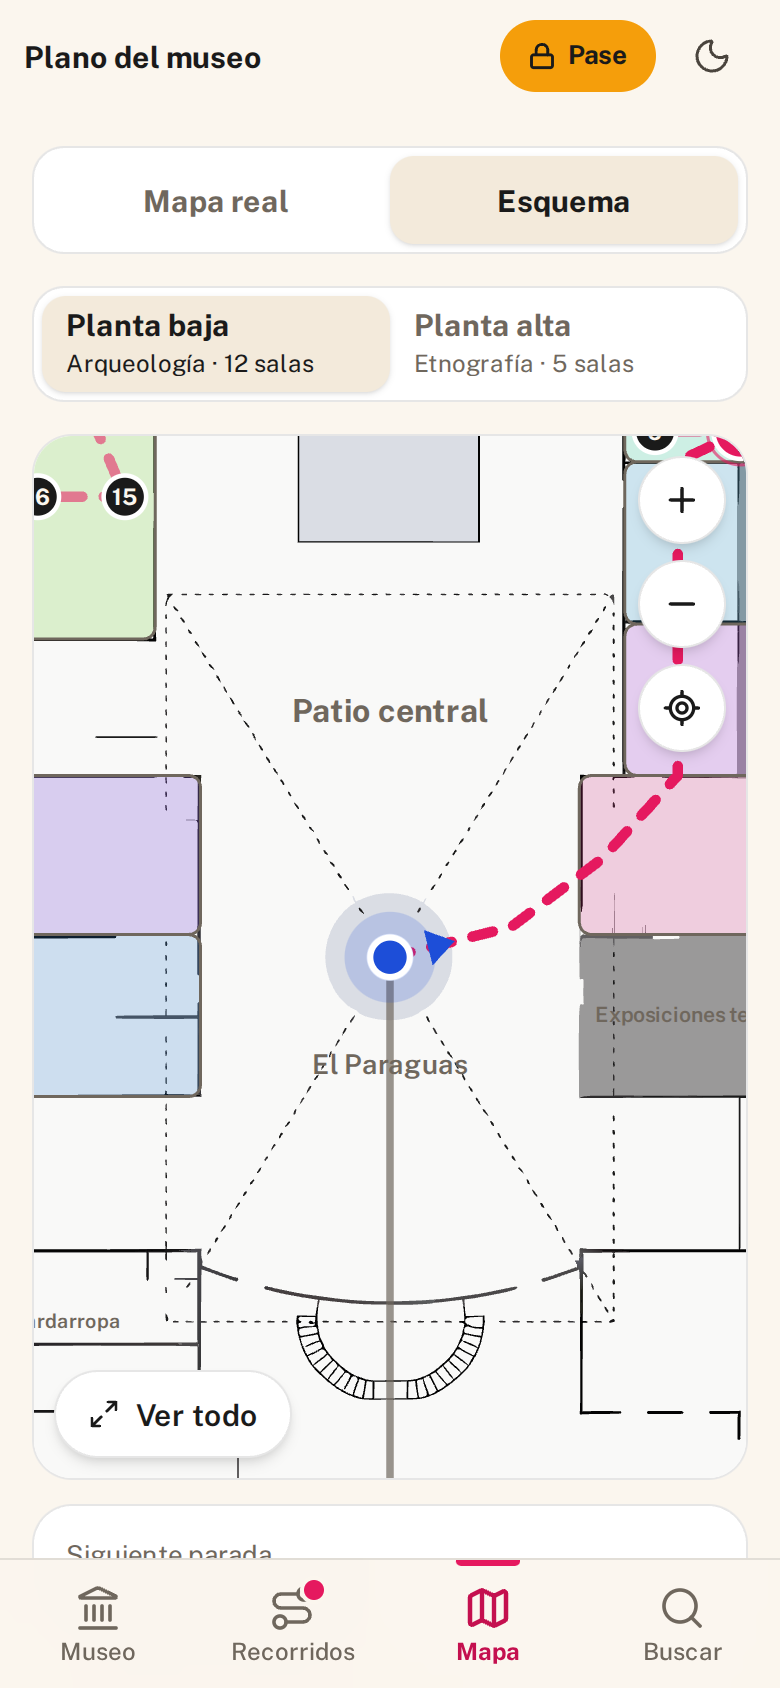 Plano del museo
Pase
Mapa real
Esquema
Planta baja
Arqueología · 12 salas
Planta alta
Etnografía · 5 salas
6
15
Patio central
Exposiciones te
El Paraguas
rdarropa
Ver todo
Siguiente parada
Museo
Recorridos
Mapa
Buscar